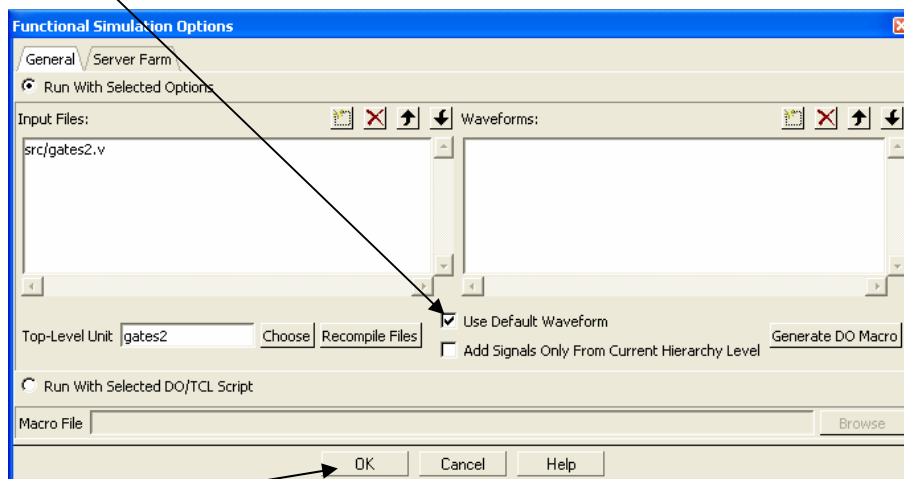 Functional Simulation Options
General Server Farm
Run With Selected Options
Input Files:
Waveforms:
src/gates2.v
Use Default Waveform
Top-Level Unit gates2 Choose Recompile Files
Generate DO Macro
Add Signals Only From Current Hierarchy Level
Run With Selected DO/TCL Script
Macro File Browse
OK Cancel Help